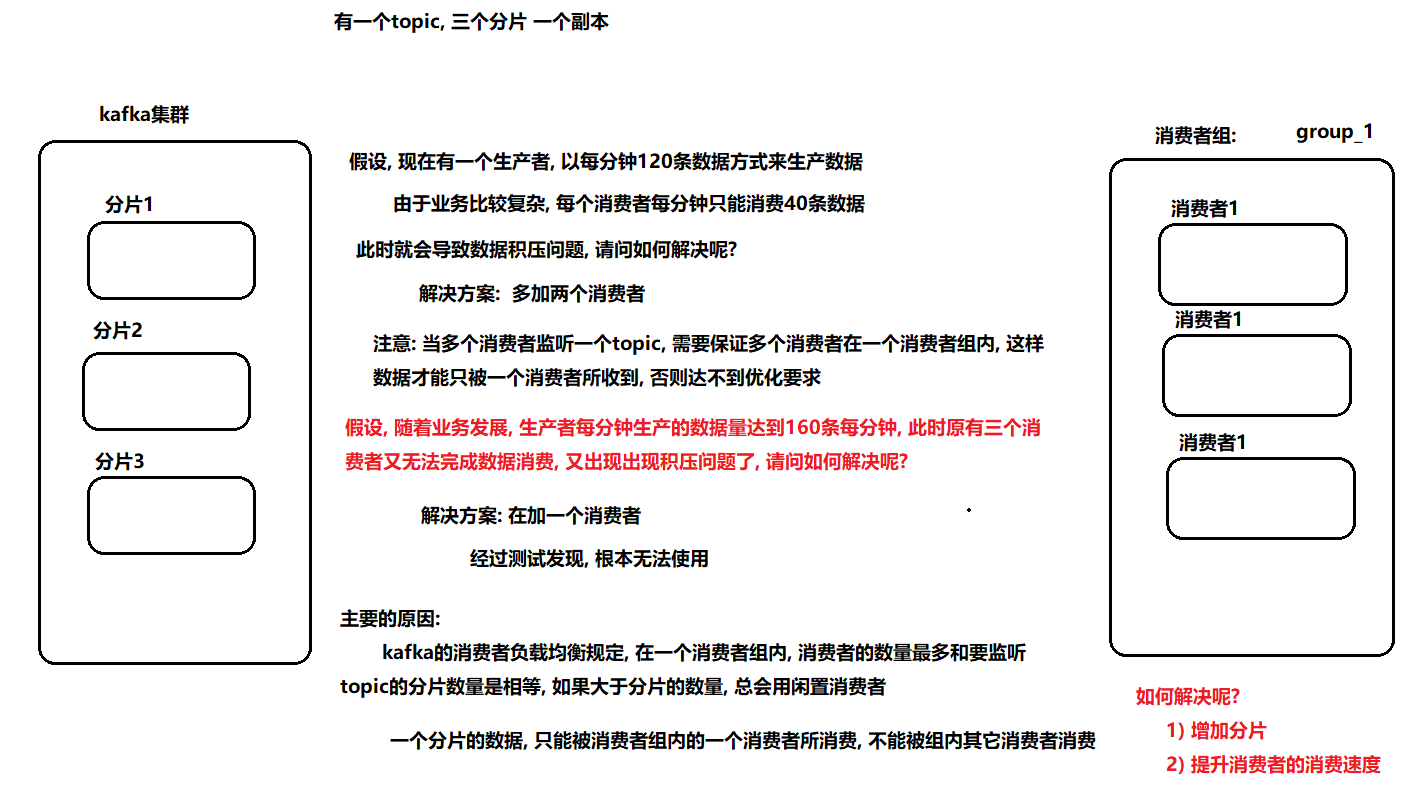 有一个topic, 三个分片 一个副本
kafka集群
分片1
分片2
分片3
假设, 现在有一个生产者, 以每分钟120条数据方式来生产数据
由于业务比较复杂, 每个消费者每分钟只能消费40条数据
此时就会导致数据积压问题, 请问如何解决呢?
解决方案:  多加两个消费者
注意: 当多个消费者监听一个topic, 需要保证多个消费者在一个消费者组内, 这样
数据才能只被一个消费者所收到, 否则达不到优化要求
假设, 随着业务发展, 生产者每分钟生产的数据量达到160条每分钟, 此时原有三个消
费者又无法完成数据消费, 又出现出现积压问题了, 请问如何解决呢?
解决方案: 在加一个消费者
经过测试发现, 根本无法使用
主要的原因:
kafka的消费者负载均衡规定, 在一个消费者组内, 消费者的数量最多和要监听
topic的分片数量是相等, 如果大于分片的数量, 总会用闲置消费者
一个分片的数据, 只能被消费者组内的一个消费者所消费, 不能被组内其它消费者消费
消费者组: group_1
消费者1
消费者1
消费者1
如何解决呢?
1) 增加分片
2) 提升消费者的消费速度